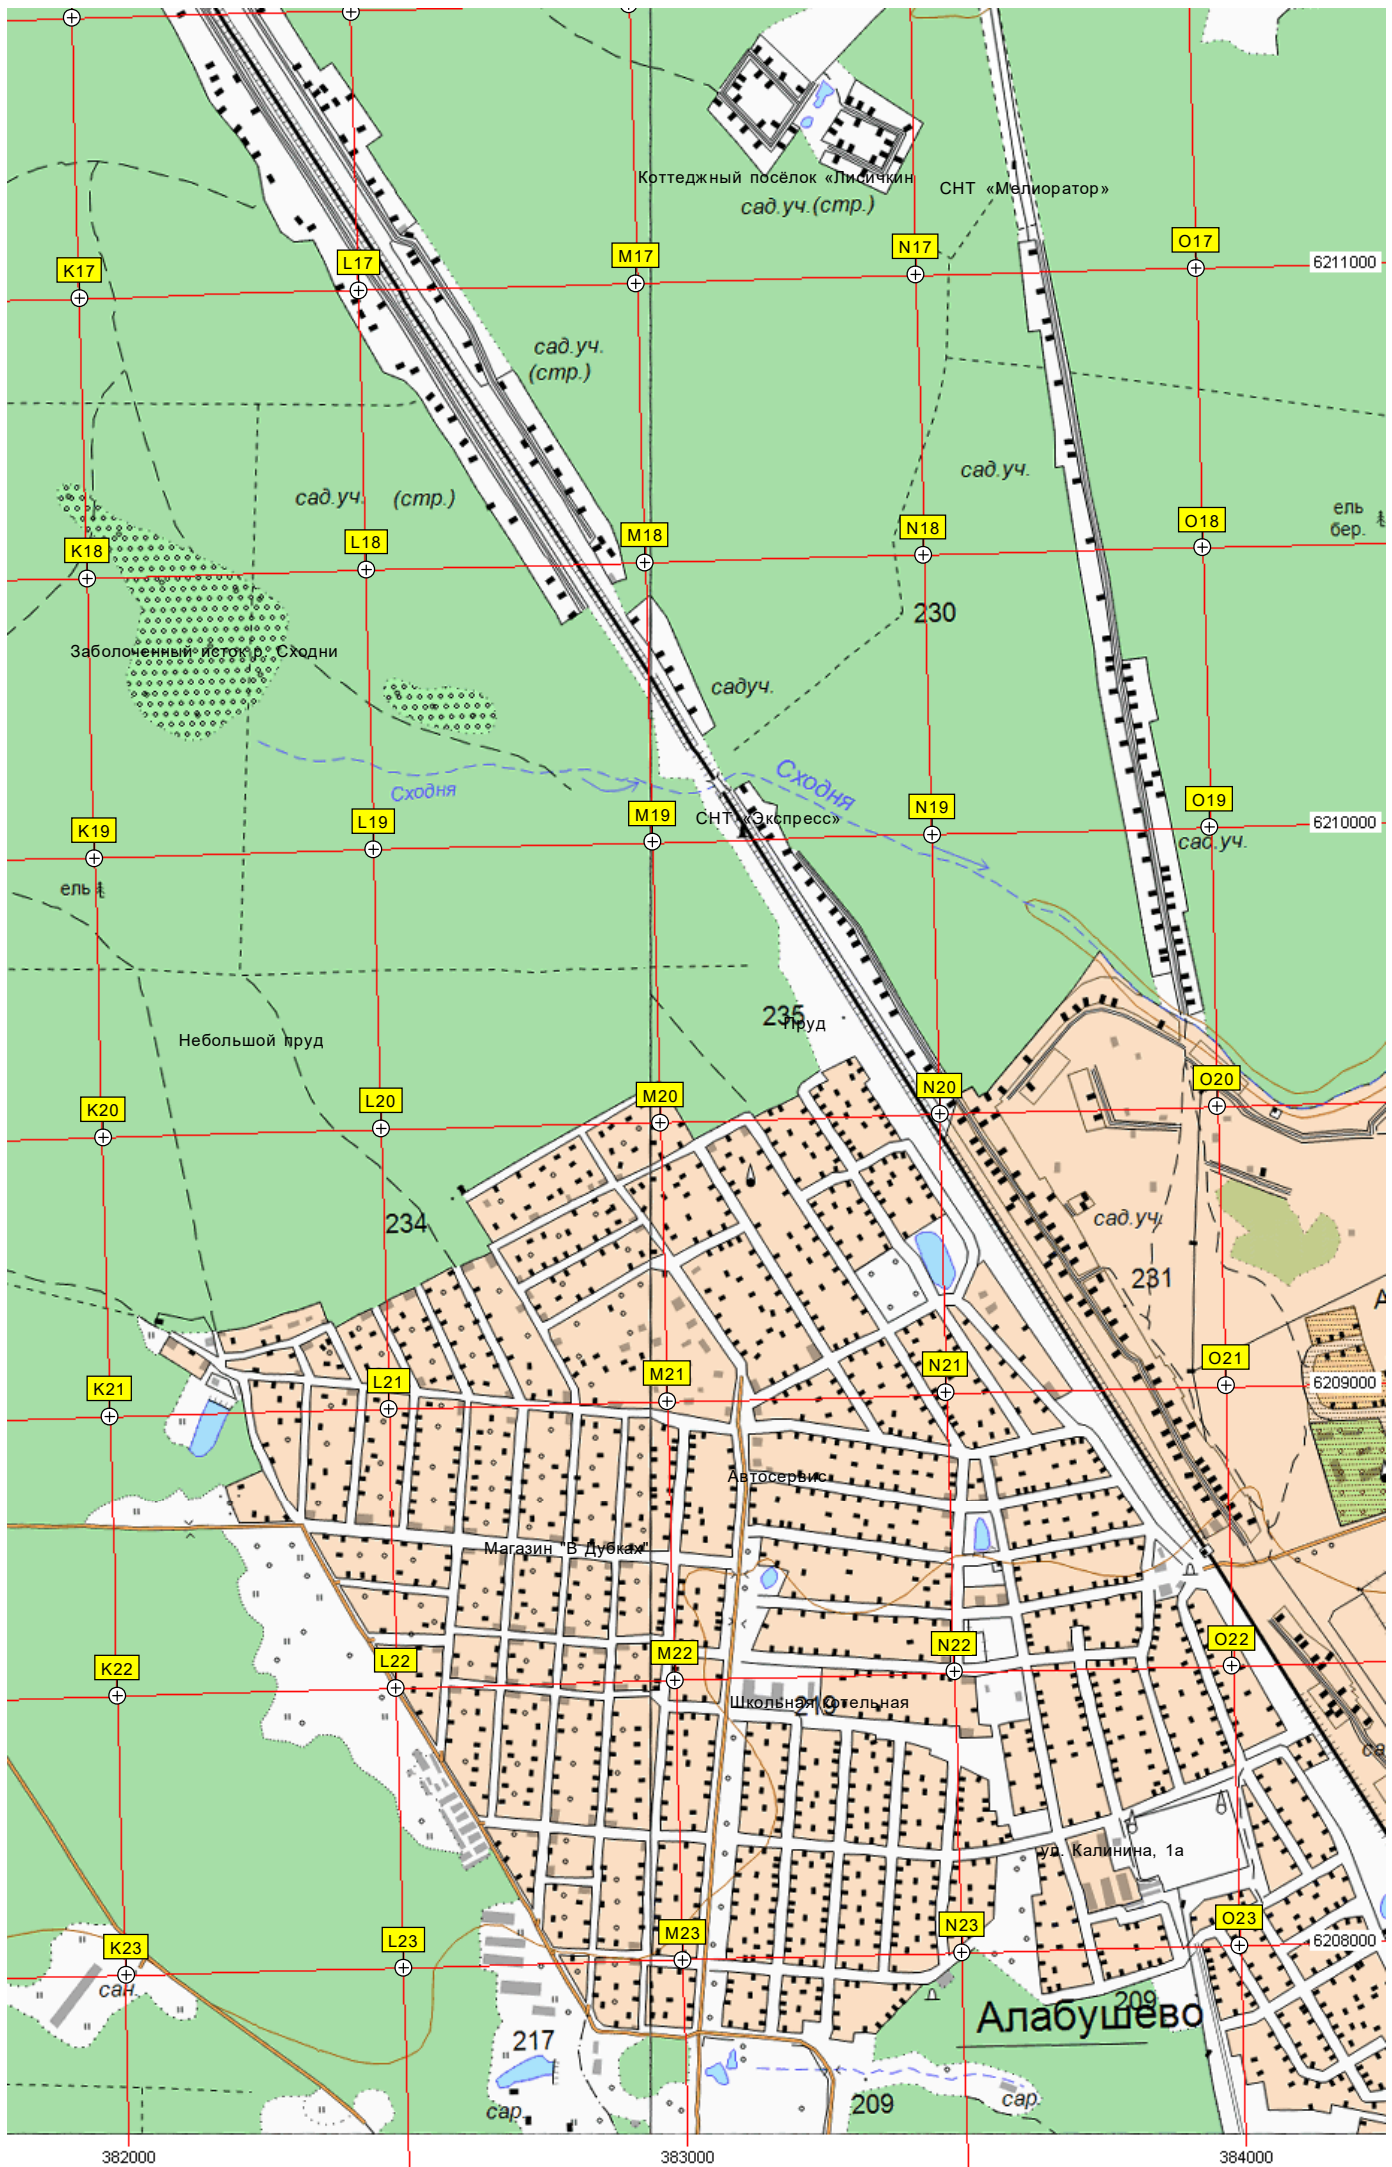 Коттеджный посёлок «Лисичкин
СНТ «Мелиоратор»
сад.уч.(стр.)
K17
L17
M17
N17
O17
6211000
сад.уч.
(стр.)
сад.уч.
сад.уч. (стр.)
ель
бер.
K18
L18
M18
N18
O18
230
Заболоченный исток р. Сходни
садуч.
Сходня
Сходня
СНТ «Экспресс»
K19
L19
M19
N19
O19
6210000
сад.уч.
ель
235
Пруд
Небольшой пруд
K20
L20
M20
N20
O20
234
сад.уч.
231
А
K21
L21
M21
N21
O21
6209000
Автосервис
Магазин "В Дубках"
K22
L22
M22
N22
O22
Школьная котельная
213
са
ул. Калинина, 1а
K23
L23
M23
N23
O23
6208000
сан.
209
Алабушево
217
сар.
сар.
209
382000
383000
384000